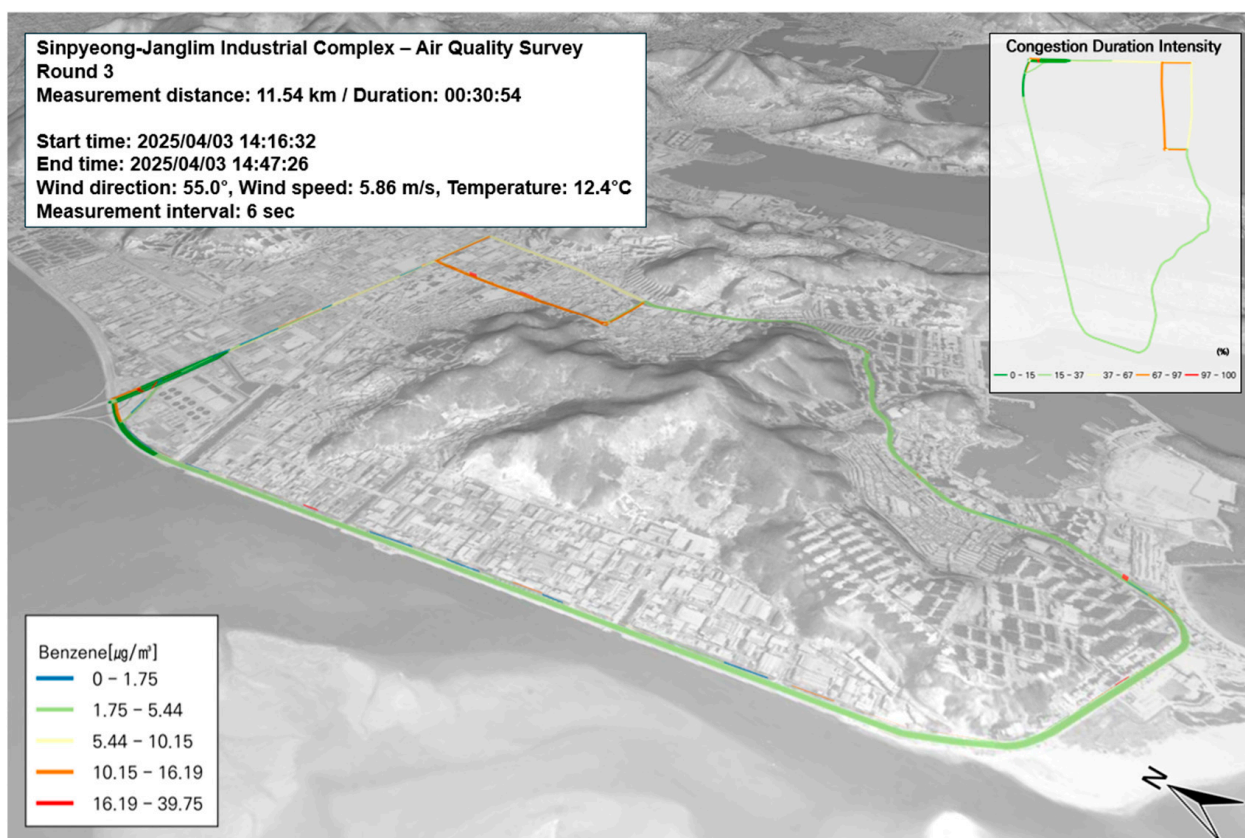 Sinpyeong-Janglim Industrial Complex – Air Quality Survey
Round 3
Measurement distance: 11.54 km / Duration: 00:30:54
Start time: 2025/04/03 14:16:32
End time: 2025/04/03 14:47:26
Wind direction: 55.0°, Wind speed: 5.86 m/s, Temperature: 12.4°C
Measurement interval: 6 sec
Congestion Duration Intensity
(%)
0 – 15 15 – 37 37 – 67 67 – 97 97 – 100
Benzene[㎍/㎥]
0 – 1.75
1.75 – 5.44
5.44 – 10.15
10.15 – 16.19
16.19 – 39.75
N